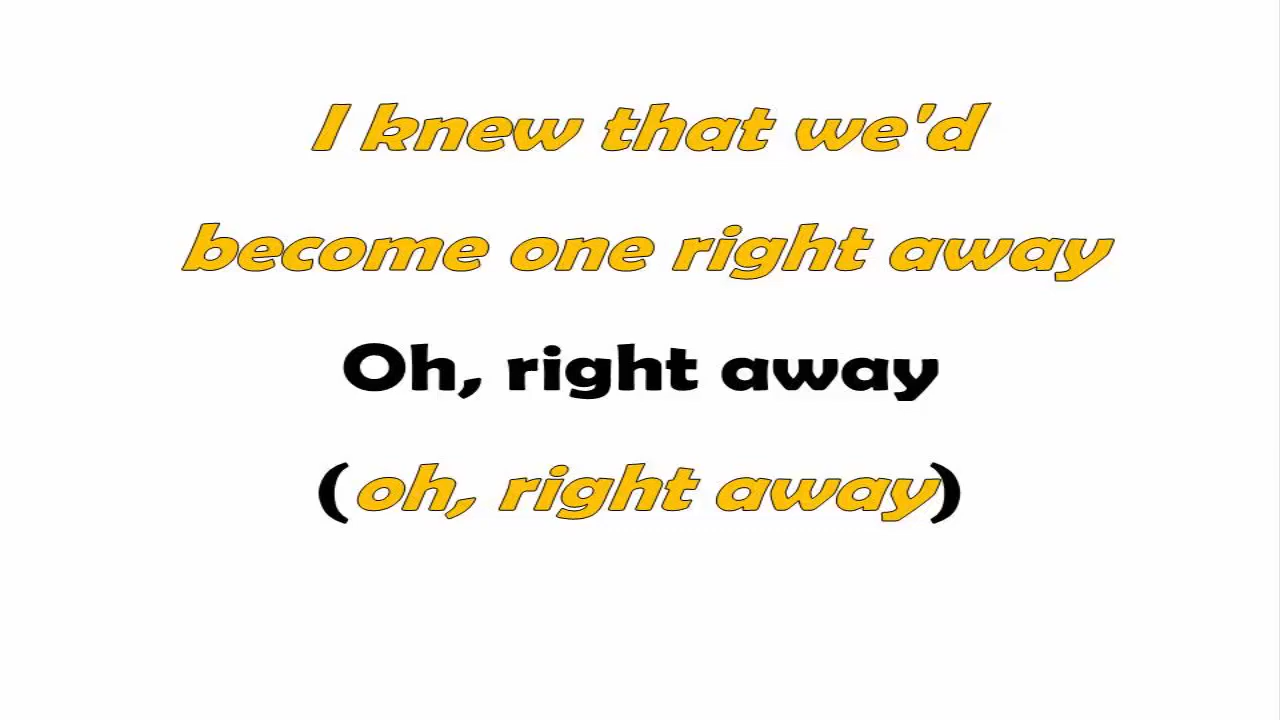 I knew that we'd
become one right away
Oh, right away
(oh, right away)